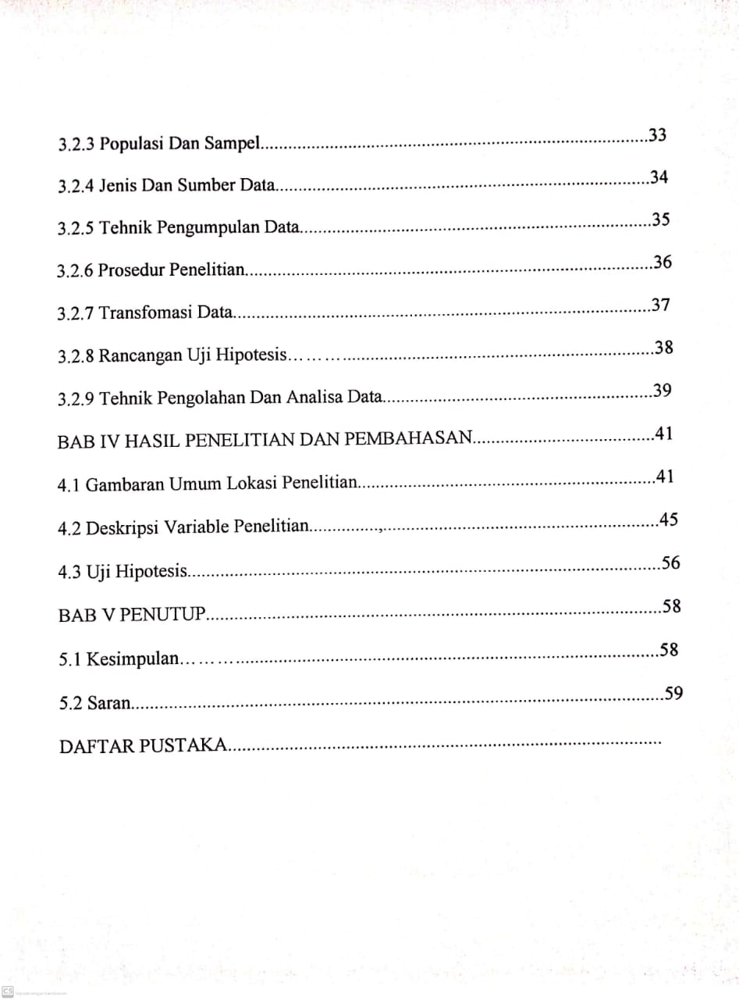 3.2.3 Populasi Dan Sampel..........33
3.2.4 Jenis Dan Sumber Data..........34
3.2.5 Tehnik Pengumpulan Data..........35
3.2.6 Prosedur Penelitian..........36
3.2.7 Transfomasi Data..........37
3.2.8 Rancangan Uji Hipotesis..........38
3.2.9 Tehnik Pengolahan Dan Analisa Data..........39
BAB IV HASIL PENELITIAN DAN PEMBAHASAN..........41
4.1 Gambaran Umum Lokasi Penelitian..........41
4.2 Deskripsi Variable Penelitian..........45
4.3 Uji Hipotesis..........56
BAB V PENUTUP..........58
5.1 Kesimpulan..........58
5.2 Saran..........59
DAFTAR PUSTAKA..........
CS